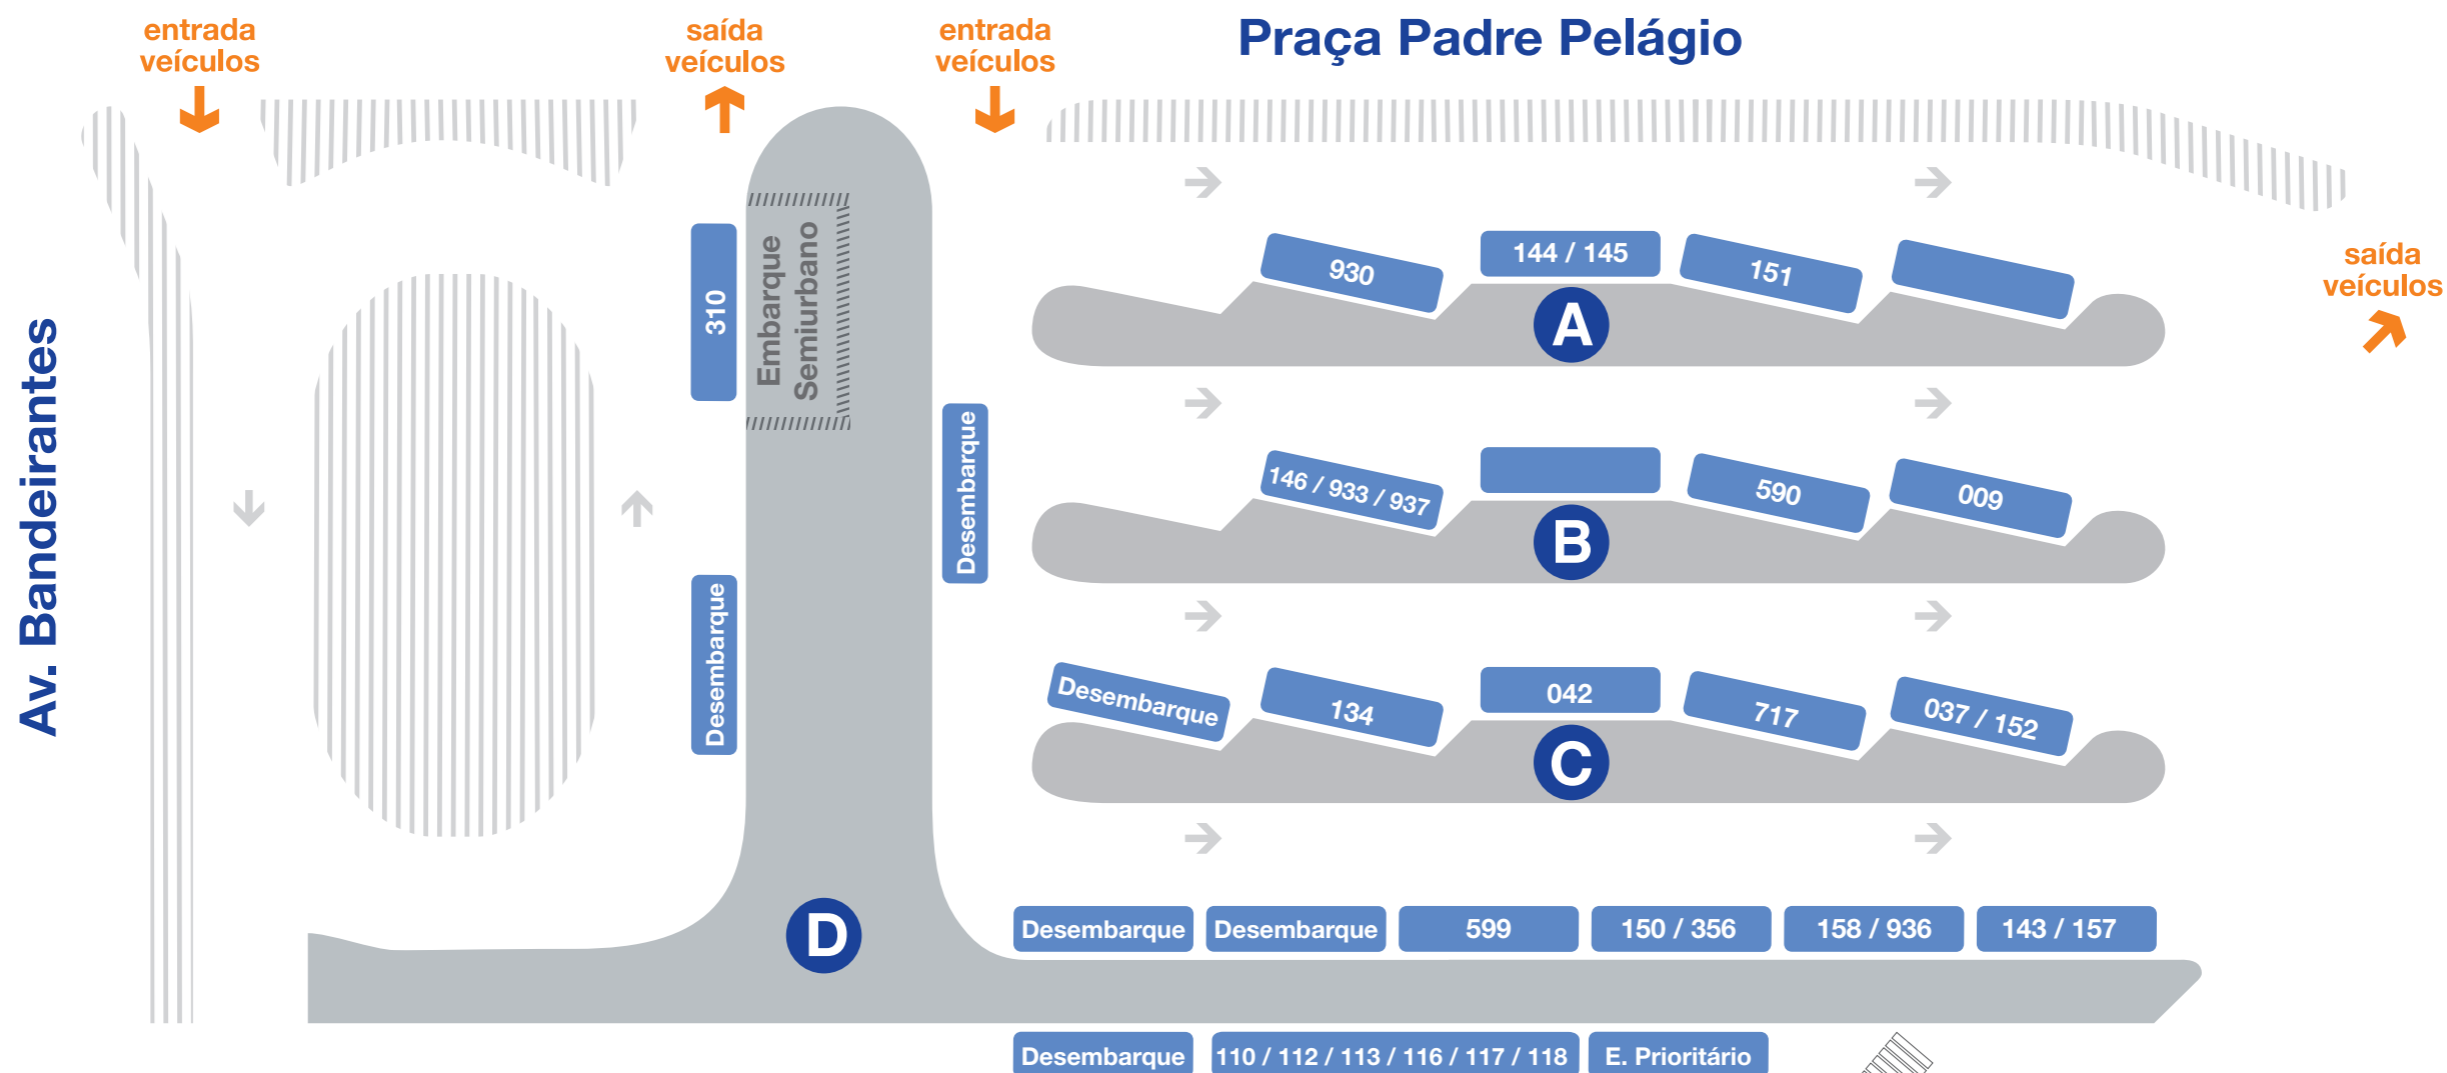 entrada
veículos
saída
veículos
entrada
veículos
Praça Padre Pelágio
930
144 / 145
151
saída
veículos
A
310
Embarque
Semiurbano
Av. Bandeirantes
Desembarque
146 / 933 / 937
590
009
B
Desembarque
Desembarque
134
042
717
037 / 152
C
D
Desembarque
Desembarque
599
150 / 356
158 / 936
143 / 157
Desembarque
110 / 112 / 113 / 116 / 117 / 118
E. Prioritário